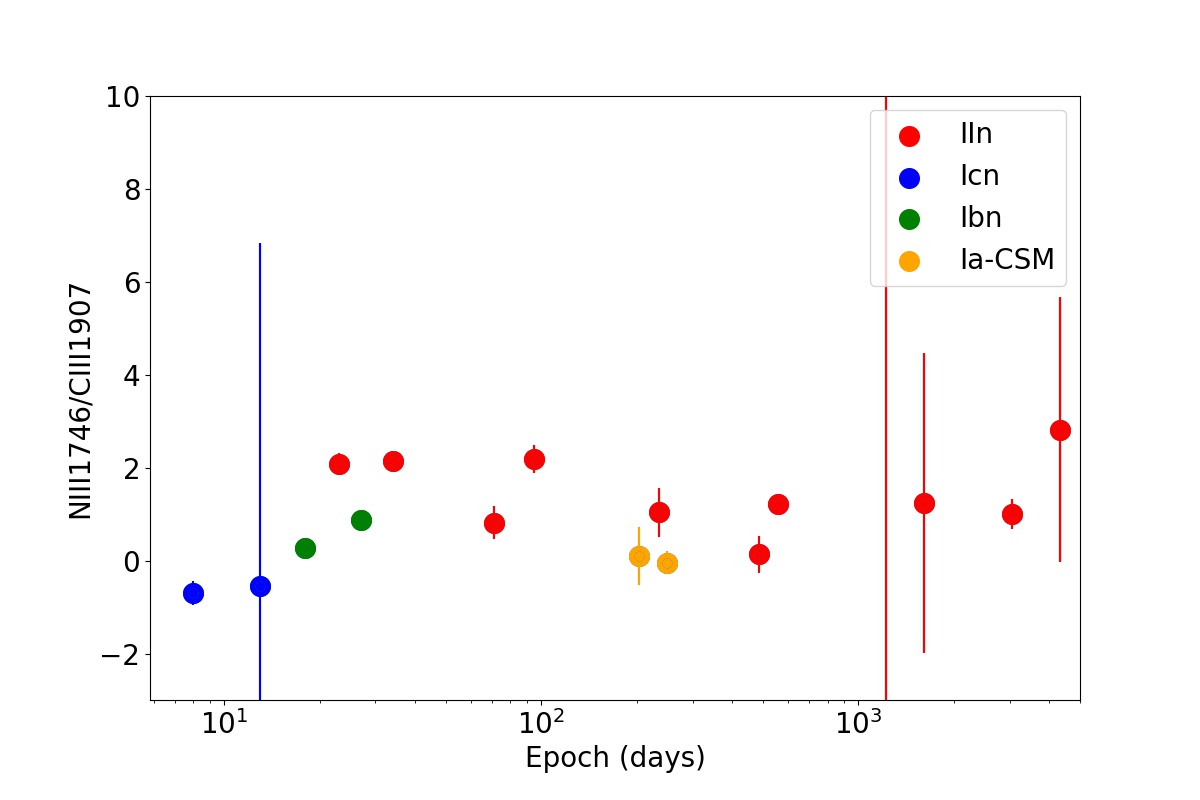 10
8
6
4
2
0
−2
NIII1746/CIII1907
IIn
Icn
Ibn
Ia-CSM
10¹ 10² 10³
Epoch (days)